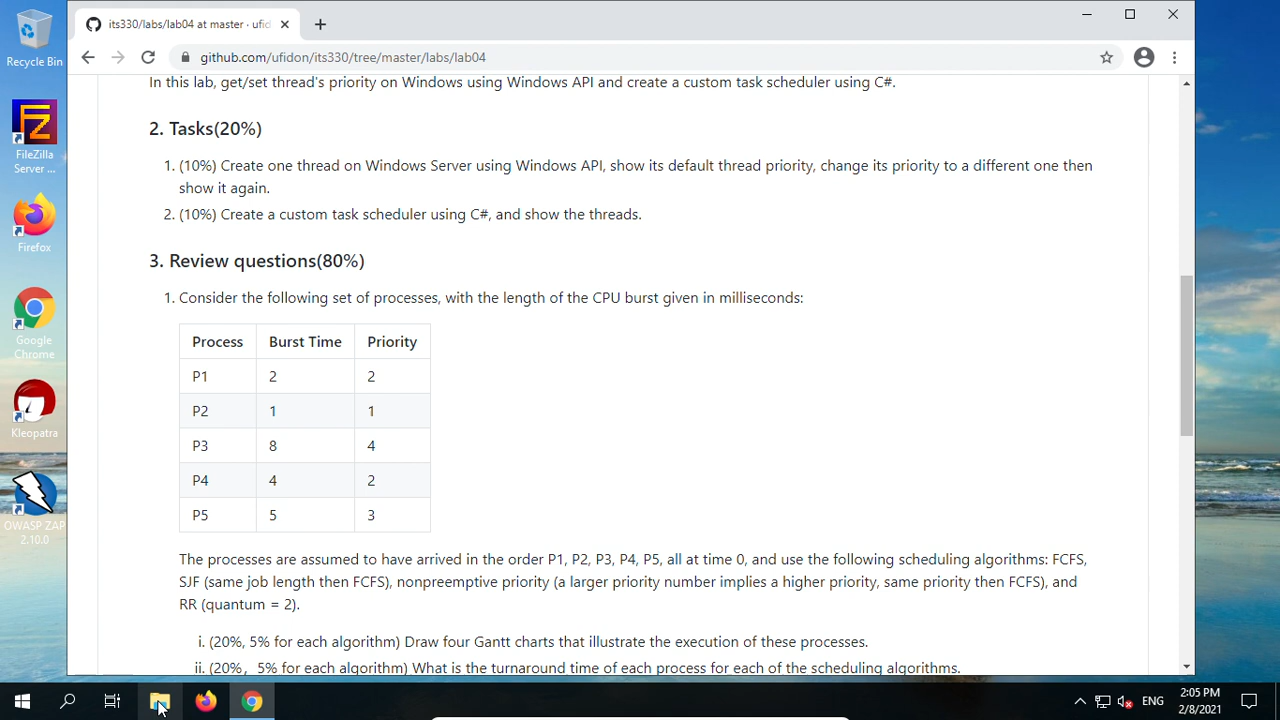 Recycle Bin
FileZilla
Server ...
Firefox
Google
Chrome
Kleopatra
OWASP ZAP
2.10.0
its330/labs/lab04 at master · ufid
github.com/ufidon/its330/tree/master/labs/lab04
In this lab, get/set thread's priority on Windows using Windows API and create a custom task scheduler using C#.
2. Tasks(20%)
1. (10%) Create one thread on Windows Server using Windows API, show its default thread priority, change its priority to a different one then
show it again.
2. (10%) Create a custom task scheduler using C#, and show the threads.
3. Review questions(80%)
1. Consider the following set of processes, with the length of the CPU burst given in milliseconds:
Process Burst Time Priority
P1 2 2
P2 1 1
P3 8 4
P4 4 2
P5 5 3
The processes are assumed to have arrived in the order P1, P2, P3, P4, P5, all at time 0, and use the following scheduling algorithms: FCFS,
SJF (same job length then FCFS), nonpreemptive priority (a larger priority number implies a higher priority, same priority then FCFS), and
RR (quantum = 2).
i. (20%, 5% for each algorithm) Draw four Gantt charts that illustrate the execution of these processes.
ii. (20%, 5% for each algorithm) What is the turnaround time of each process for each of the scheduling algorithms.
ENG
2:05 PM
2/8/2021